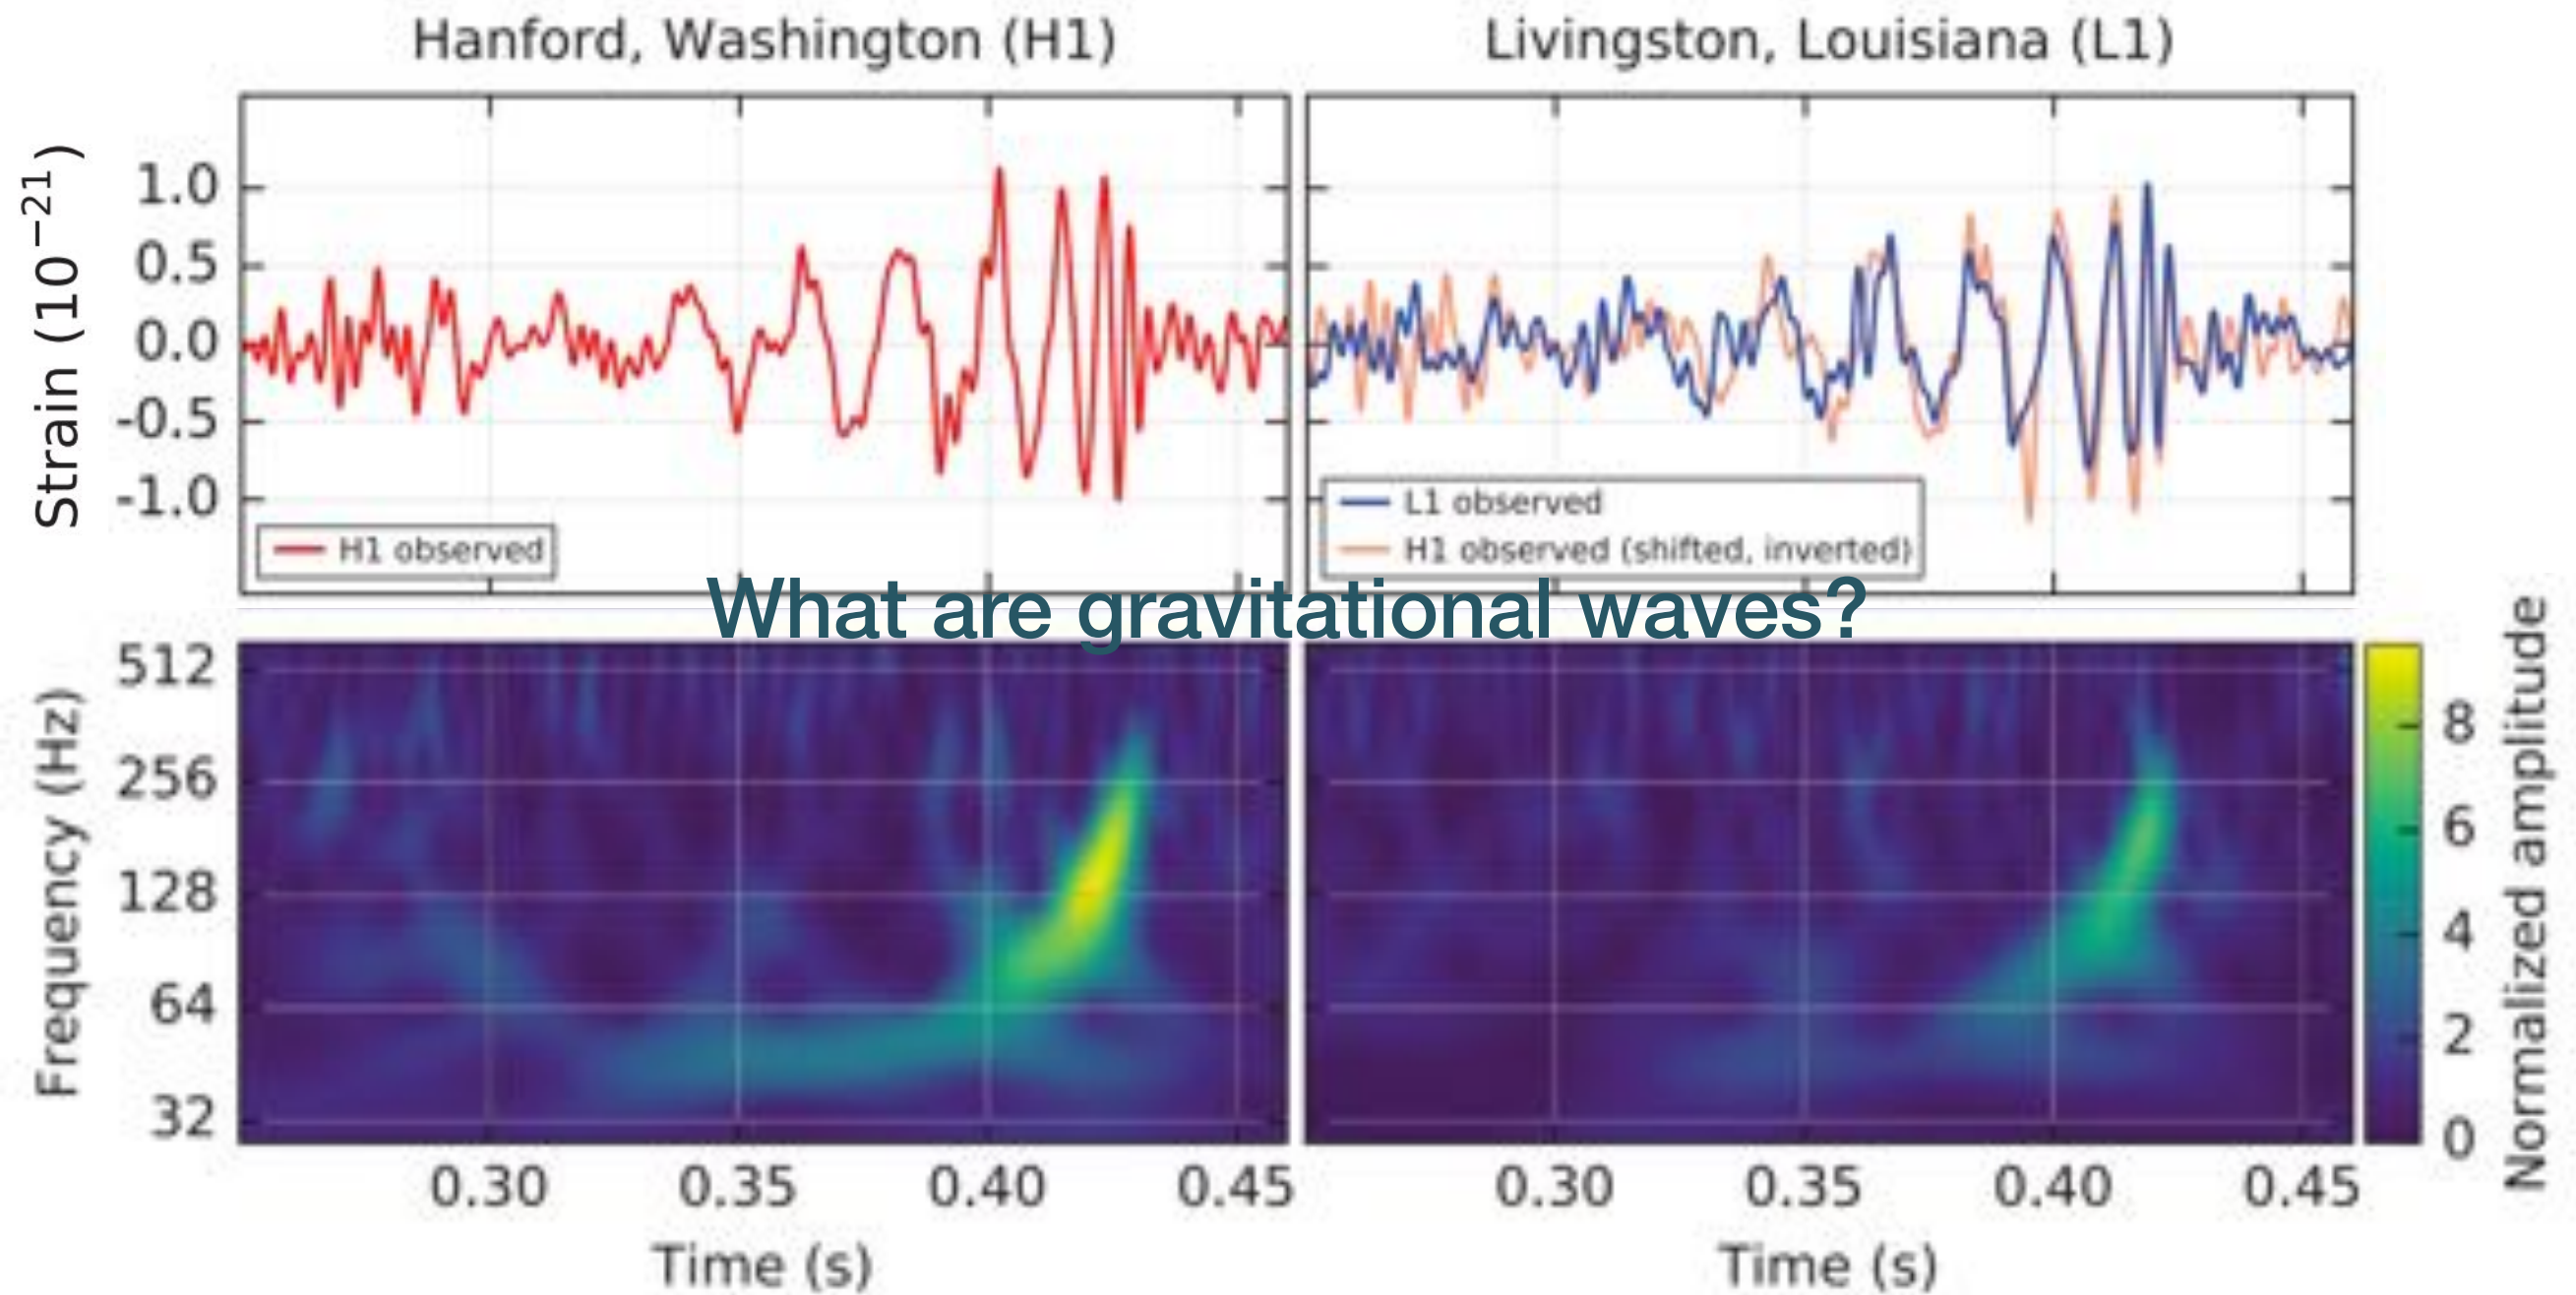 Hanford, Washington (H1)
Livingston, Louisiana (L1)
Strain (10⁻²¹)
1.0
0.5
0.0
-0.5
-1.0
H1 observed
L1 observed
H1 observed (shifted, inverted)
What are gravitational waves?
Frequency (Hz)
512
256
128
64
32
0.30 0.35 0.40 0.45
Time (s)
0.30 0.35 0.40 0.45
Time (s)
8
6
4
2
0
Normalized amplitude